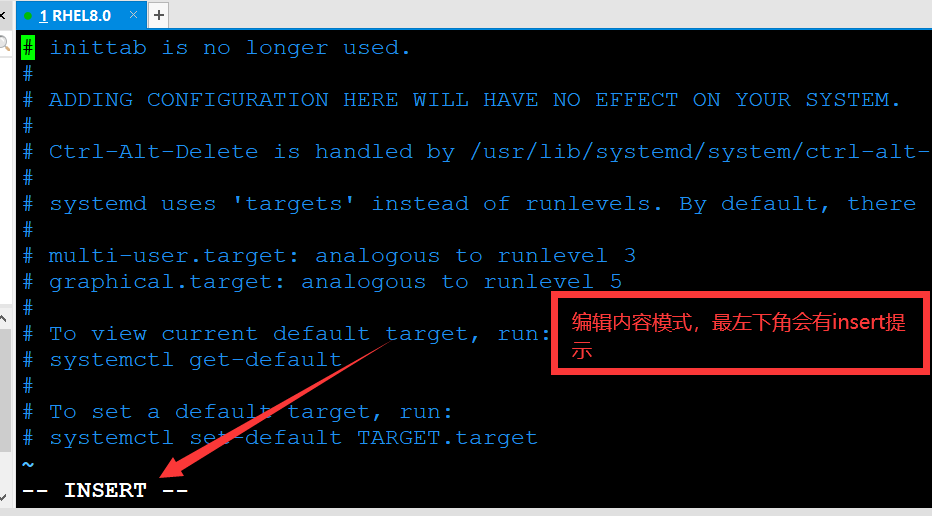 1 RHEL8.0
# inittab is no longer used.
#
# ADDING CONFIGURATION HERE WILL HAVE NO EFFECT ON YOUR SYSTEM.
#
# Ctrl-Alt-Delete is handled by /usr/lib/systemd/system/ctrl-alt-
#
# systemd uses 'targets' instead of runlevels. By default, there
#
# multi-user.target: analogous to runlevel 3
# graphical.target: analogous to runlevel 5
#
# To view current default target, run:
# systemctl get-default
#
# To set a default target, run:
# systemctl set-default TARGET.target
~
-- INSERT --
编辑内容模式，最左下角会有insert提
示